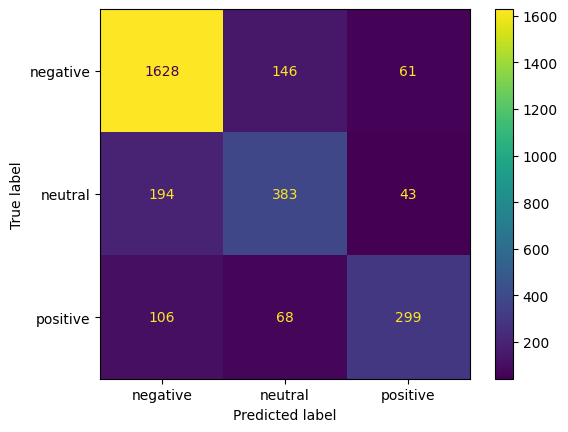 negative 1628 146 61
neutral 194 383 43
positive 106 68 299
negative neutral positive
Predicted label
True label
1600
1400
1200
1000
800
600
400
200